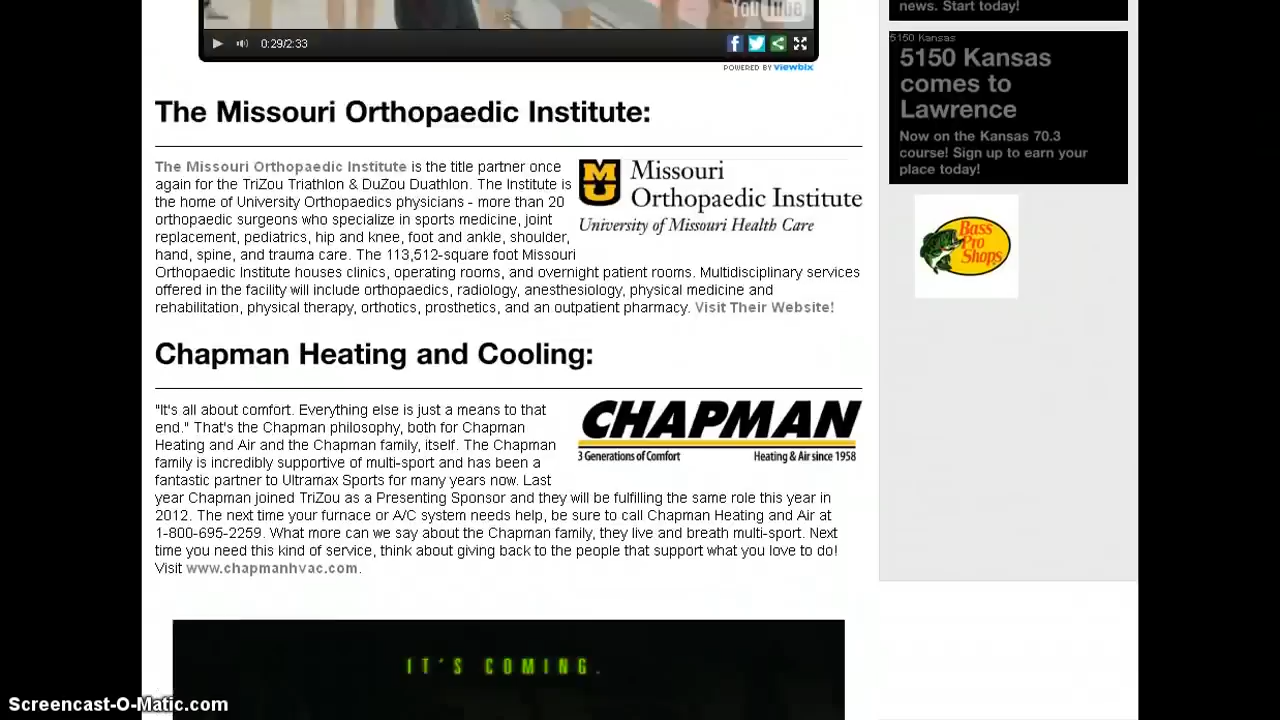 You Tube
0:29/2:33
POWERED BY viewbix
The Missouri Orthopaedic Institute:
The Missouri Orthopaedic Institute is the title partner once
again for the TriZou Triathlon & DuZou Duathlon. The Institute is
the home of University Orthopaedics physicians - more than 20
orthopaedic surgeons who specialize in sports medicine, joint
replacement, pediatrics, hip and knee, foot and ankle, shoulder,
hand, spine, and trauma care. The 113,512-square foot Missouri
Orthopaedic Institute houses clinics, operating rooms, and overnight patient rooms. Multidisciplinary services
offered in the facility will include orthopaedics, radiology, anesthesiology, physical medicine and
rehabilitation, physical therapy, orthotics, prosthetics, and an outpatient pharmacy. Visit Their Website!
MU
Missouri
Orthopaedic Institute
University of Missouri Health Care
Chapman Heating and Cooling:
"It's all about comfort. Everything else is just a means to that
end." That's the Chapman philosophy, both for Chapman
Heating and Air and the Chapman family, itself. The Chapman
family is incredibly supportive of multi-sport and has been a
fantastic partner to Ultramax Sports for many years now. Last
year Chapman joined TriZou as a Presenting Sponsor and they will be fulfilling the same role this year in
2012. The next time your furnace or A/C system needs help, be sure to call Chapman Heating and Air at
1-800-695-2259. What more can we say about the Chapman family, they live and breath multi-sport. Next
time you need this kind of service, think about giving back to the people that support what you love to do!
Visit www.chapmanhvac.com.
CHAPMAN
3 Generations of Comfort Heating & Air since 1958
IT'S COMING.
news. Start today!
5150 Kansas
5150 Kansas
comes to
Lawrence
Now on the Kansas 70.3
course! Sign up to earn your
place today!
Bass
Pro
Shops
Screencast-O-Matic.com